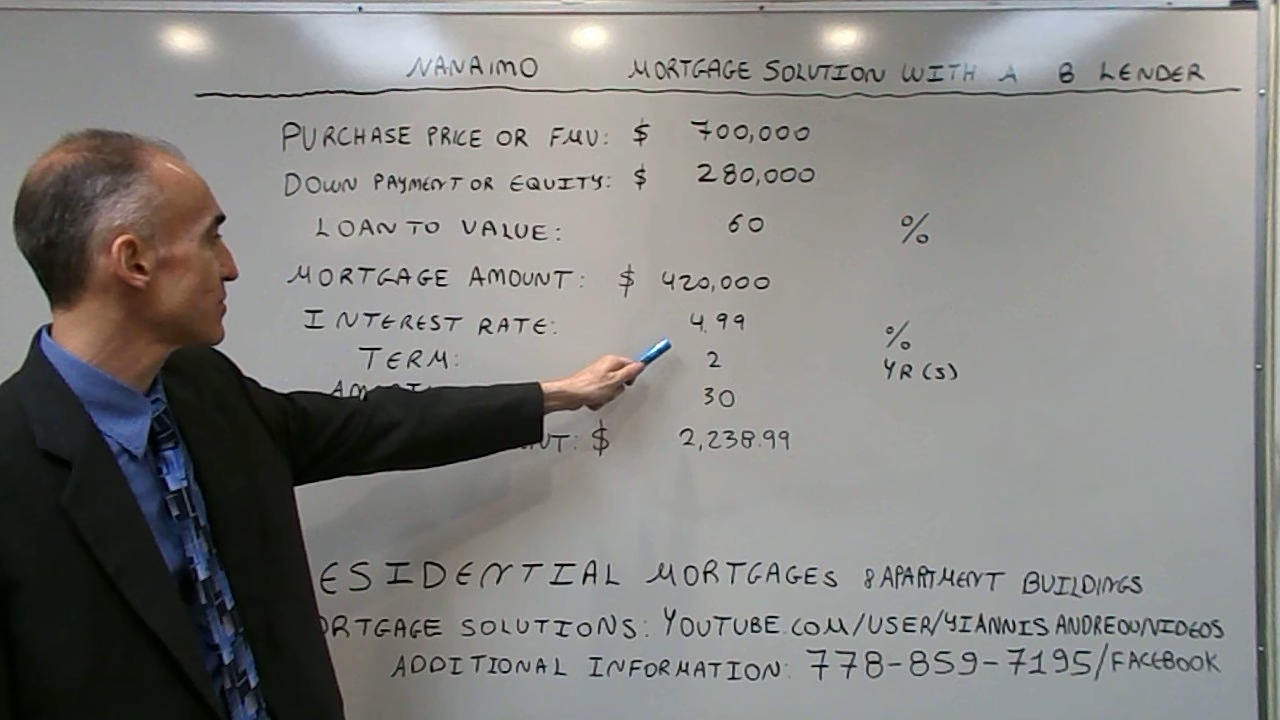 NANAIMO MORTGAGE SOLUTION WITH A B LENDER
PURCHASE PRICE OR FMV: $ 700,000
DOWN PAYMENT OR EQUITY: $ 280,000
LOAN TO VALUE: 60 %
MORTGAGE AMOUNT: $ 420,000
INTEREST RATE: 4.99 %
TERM: 2 YR(S)
30
NT: $ 2,238.99
ESIDENTIAL MORTGAGES & APARTMENT BUILDINGS
ORTGAGE SOLUTIONS: YOUTUBE.COM/USER/YIANNISANDREOUVIDEOS
ADDITIONAL INFORMATION: 778-859-7195/FACEBOOK